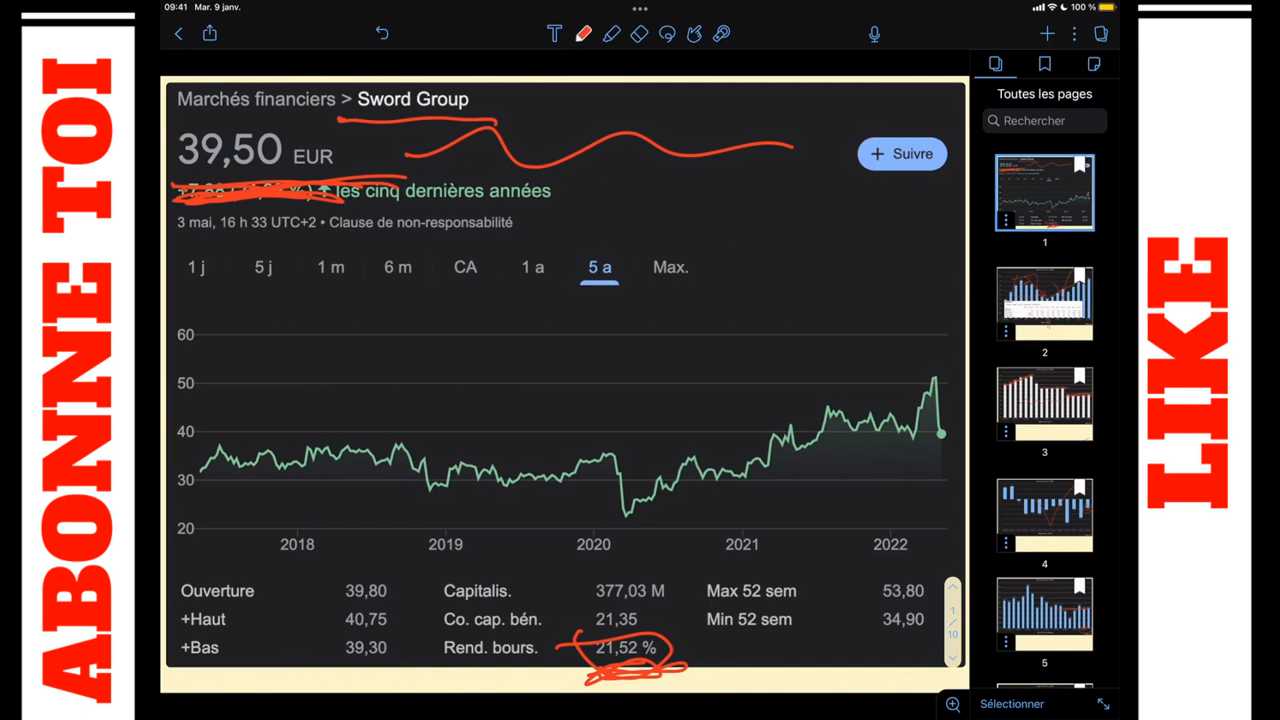 09:41 Mar. 9 janv.
100 %
ABONNE TOI
LIKE
Marchés financiers > Sword Group
39,50 EUR
Suivre
les cinq dernières années
3 mai, 16 h 33 UTC+2 • Clause de non-responsabilité
1 j 5 j 1 m 6 m CA 1 a 5 a Max.
60
50
40
30
20
2018 2019 2020 2021 2022
Ouverture 39,80 Capitalis. 377,03 M Max 52 sem 53,80
+Haut 40,75 Co. cap. bén. 21,35 Min 52 sem 34,90
+Bas 39,30 Rend. bours. 21,52 %
1
/
10
Toutes les pages
Rechercher
1
2
3
4
5
Sélectionner